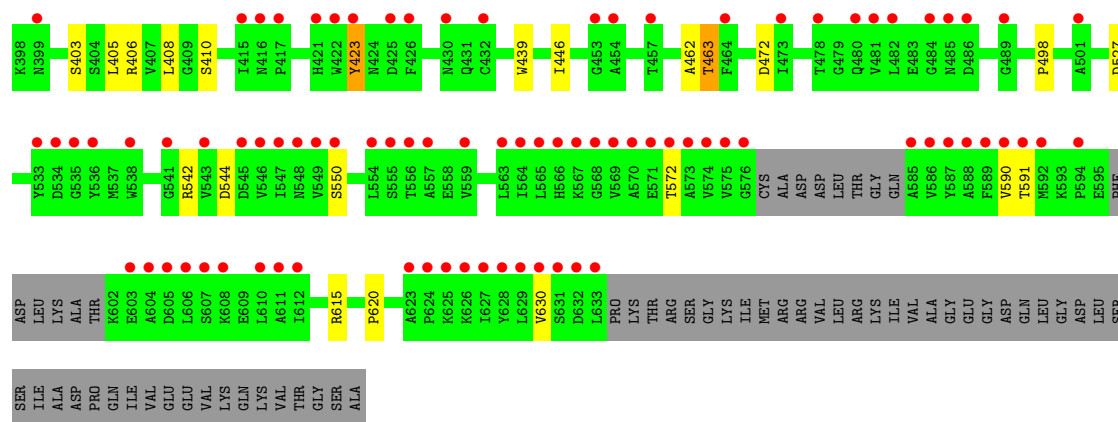 K398 N399 S403 S404 L405 R406 V407 L408 G409 S410 I415 N416 P417 H421 W422 Y423 N424 D425 F426 N430 Q431 C432 W439 I446 G453 A454 T457 A462 T463 F464 D472 I473 T478 G479 Q480 V481 L482 E483 G484 N485 D486 G489 P498 A501 D527
Y533 D534 G535 Y536 M537 W538 G541 R542 V543 D544 D545 V546 I547 N548 V549 S550 L554 S555 T556 A557 E558 V559 L563 I564 L565 H566 K567 G568 V569 A570 E571 T572 A573 V574 V575 G576 CYS ALA ASP ASP LEU THR GLY GLN A585 V586 Y587 A588 F589 V590 T591 M592 K593 P594 E595 PHE
ASP LEU LYS ALA THR K602 E603 A604 D605 L606 S607 K608 E609 L610 A611 I612 R615 P620 A623 P624 K625 K626 I627 Y628 L629 V630 S631 D632 L633 PRO LYS THR ARG SER GLY LYS ILE MET ARG ARG VAL LEU ARG LYS ILE VAL ALA GLY GLU GLY ASP GLN LEU GLY ASP LEU SER
SER ILE ALA ASP PRO GLN ILE VAL GLU GLU VAL LYS GLN LYS VAL THR GLY SER ALA